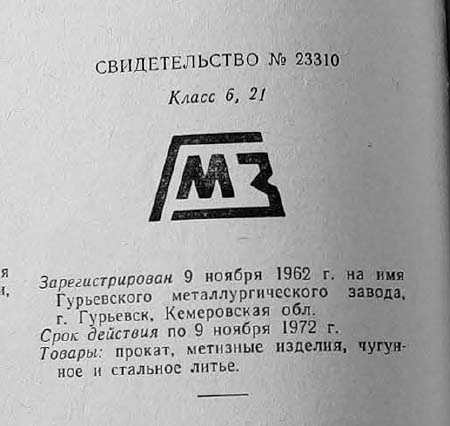 СВИДЕТЕЛЬСТВО № 23310
Класс 6, 21
ГМЗ
я
Зарегистрирован 9 ноября 1962 г. на имя
и,
Гурьевского металлургического завода,
г. Гурьевск, Кемеровская обл.
Срок действия по 9 ноября 1972 г.
Товары: прокат, метизные изделия, чугун-
ное и стальное литье.